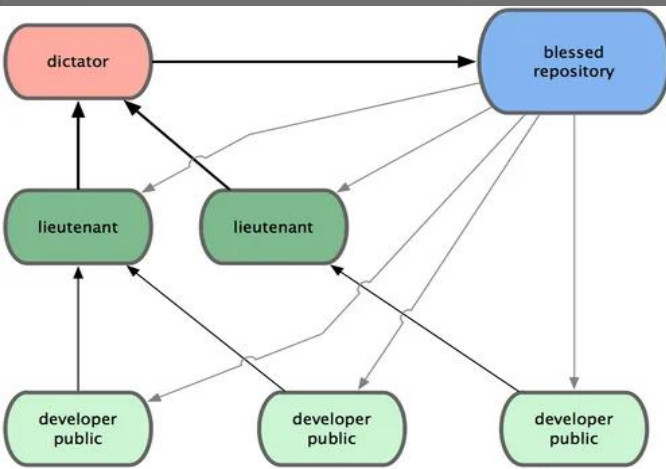 dictator
blessed
repository
lieutenant
lieutenant
developer
public
developer
public
developer
public